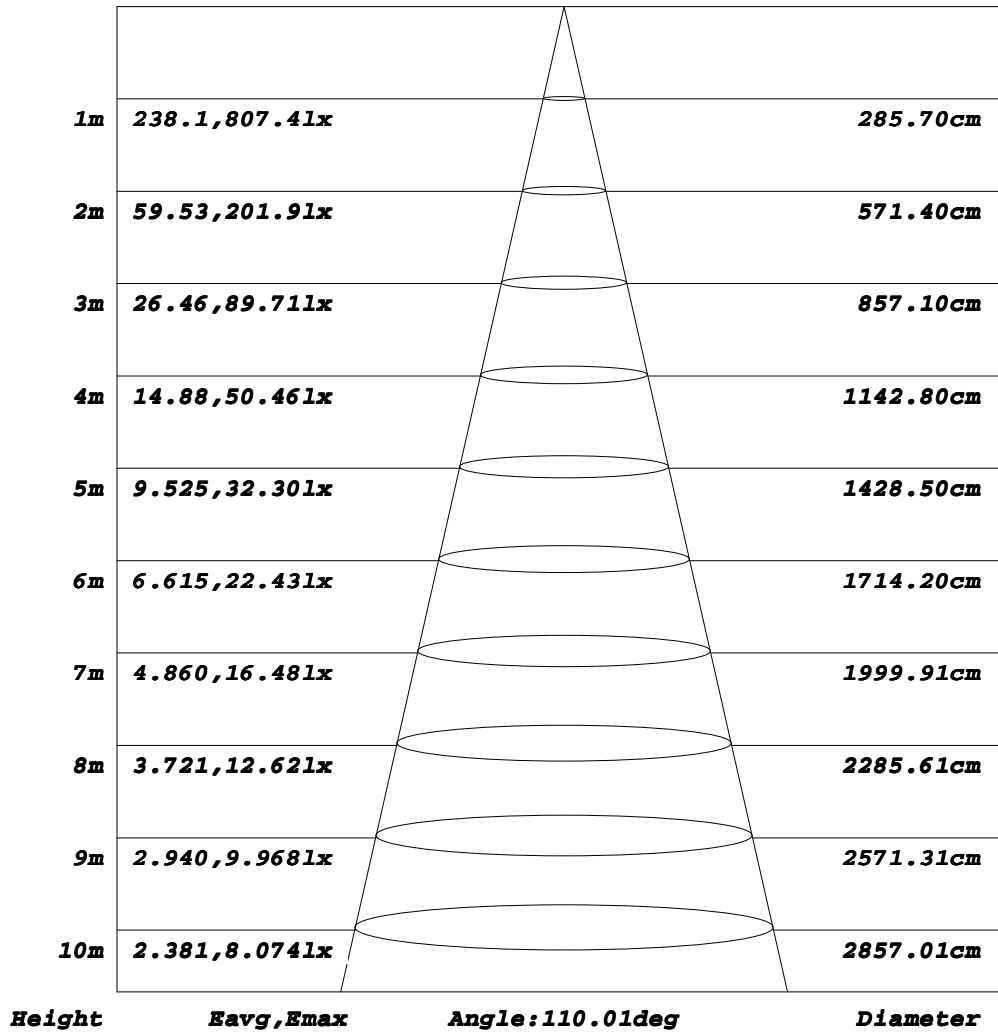 1m 238.1,807.4lx 285.70cm
2m 59.53,201.9lx 571.40cm
3m 26.46,89.71lx 857.10cm
4m 14.88,50.46lx 1142.80cm
5m 9.525,32.30lx 1428.50cm
6m 6.615,22.43lx 1714.20cm
7m 4.860,16.48lx 1999.91cm
8m 3.721,12.62lx 2285.61cm
9m 2.940,9.968lx 2571.31cm
10m 2.381,8.074lx 2857.01cm
Height Eavg,Emax Angle:110.01deg Diameter